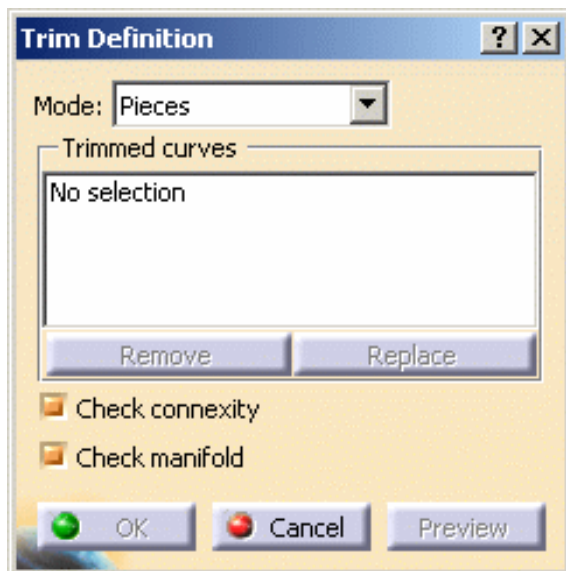 Trim Definition
Mode: Pieces
Trimmed curves
No selection
Remove Replace
Check connexity
Check manifold
OK Cancel Preview